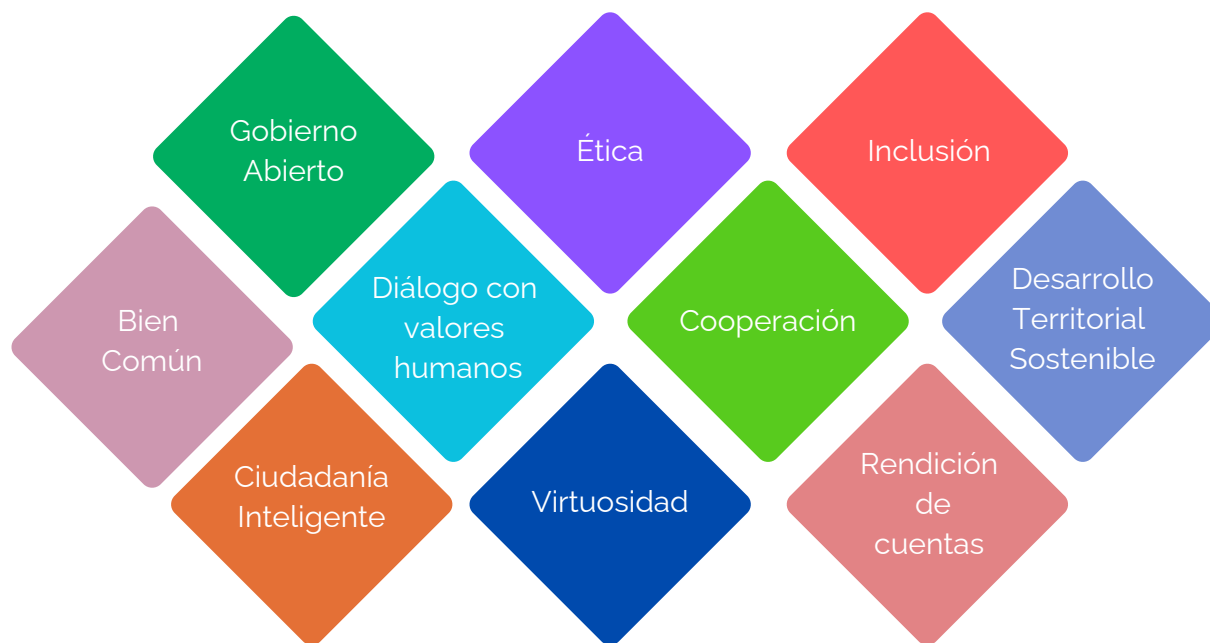 Gobierno
Abierto
Ética
Inclusión
Bien
Común
Diálogo con
valores
humanos
Cooperación
Desarrollo
Territorial
Sostenible
Ciudadanía
Inteligente
Virtuosidad
Rendición
de
cuentas